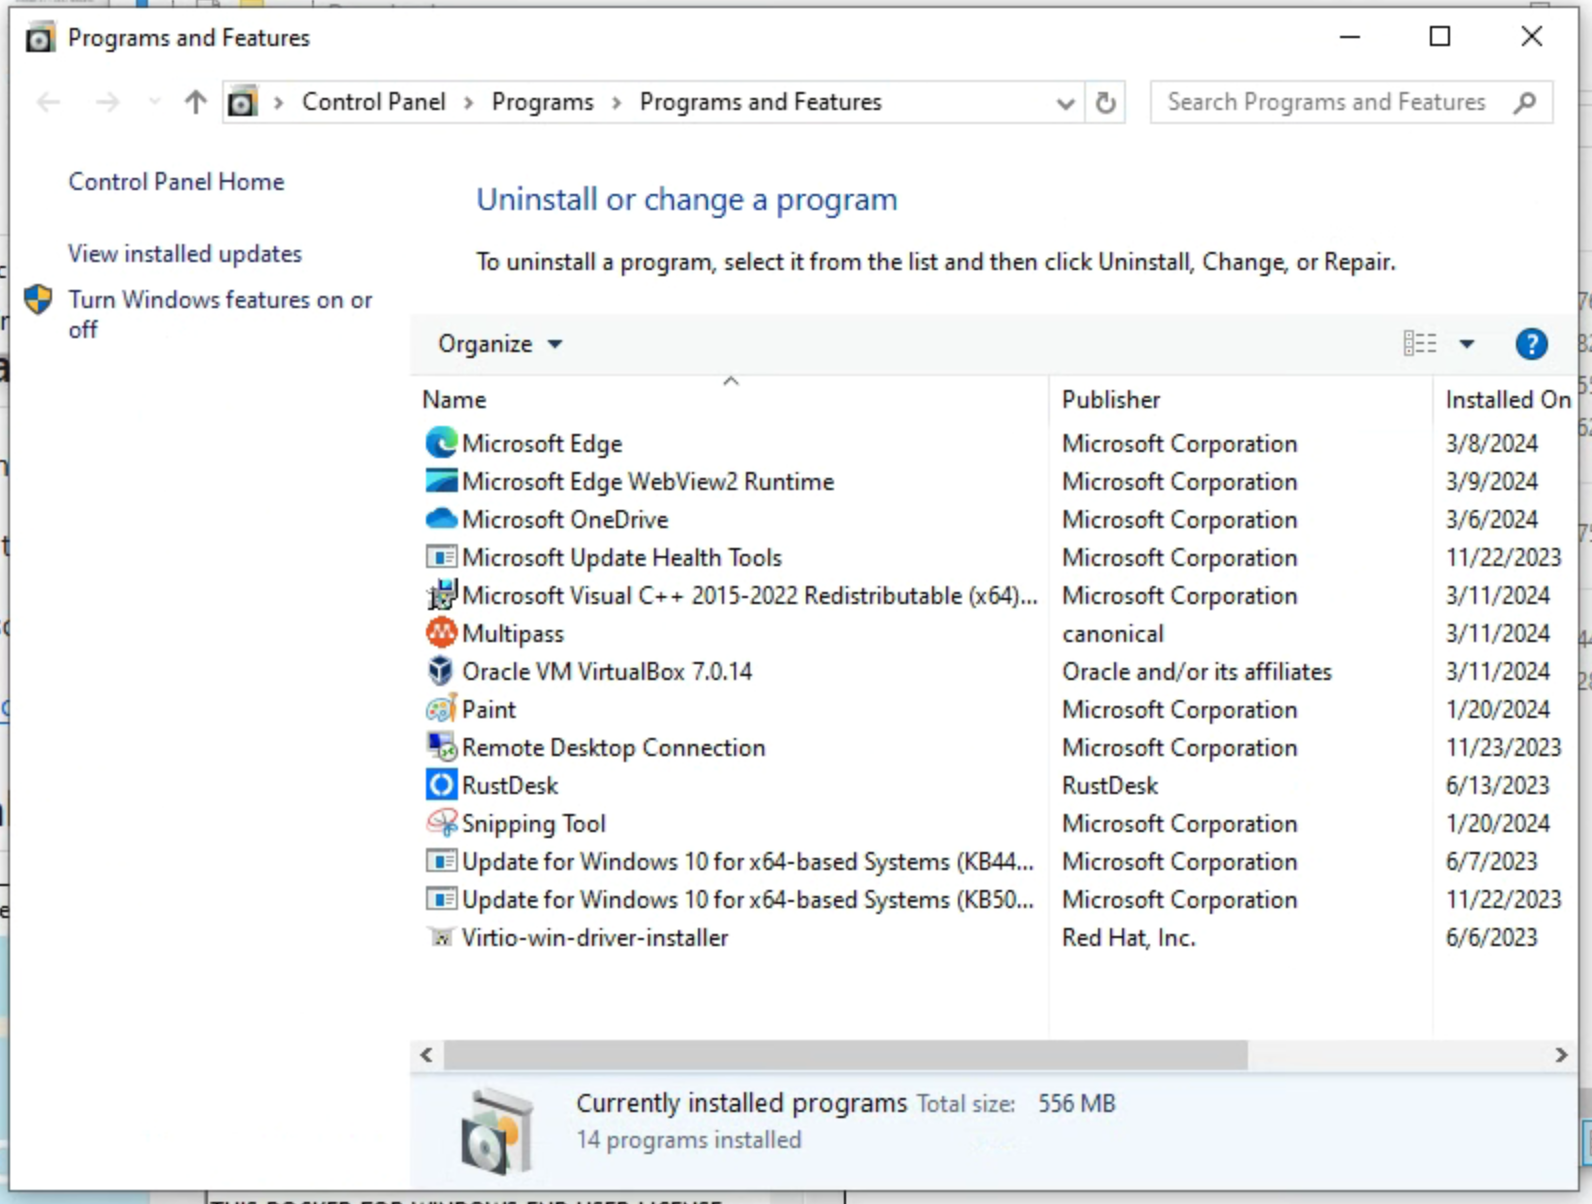 Programs and Features
Control Panel > Programs > Programs and Features
Search Programs and Features
Control Panel Home
View installed updates
Turn Windows features on or
off
Uninstall or change a program
To uninstall a program, select it from the list and then click Uninstall, Change, or Repair.
Organize
Name Publisher Installed On
Microsoft Edge Microsoft Corporation 3/8/2024
Microsoft Edge WebView2 Runtime Microsoft Corporation 3/9/2024
Microsoft OneDrive Microsoft Corporation 3/6/2024
Microsoft Update Health Tools Microsoft Corporation 11/22/2023
Microsoft Visual C++ 2015-2022 Redistributable (x64)... Microsoft Corporation 3/11/2024
Multipass canonical 3/11/2024
Oracle VM VirtualBox 7.0.14 Oracle and/or its affiliates 3/11/2024
Paint Microsoft Corporation 1/20/2024
Remote Desktop Connection Microsoft Corporation 11/23/2023
RustDesk RustDesk 6/13/2023
Snipping Tool Microsoft Corporation 1/20/2024
Update for Windows 10 for x64-based Systems (KB44... Microsoft Corporation 6/7/2023
Update for Windows 10 for x64-based Systems (KB50... Microsoft Corporation 11/22/2023
Virtio-win-driver-installer Red Hat, Inc. 6/6/2023
Currently installed programs Total size: 556 MB
14 programs installed